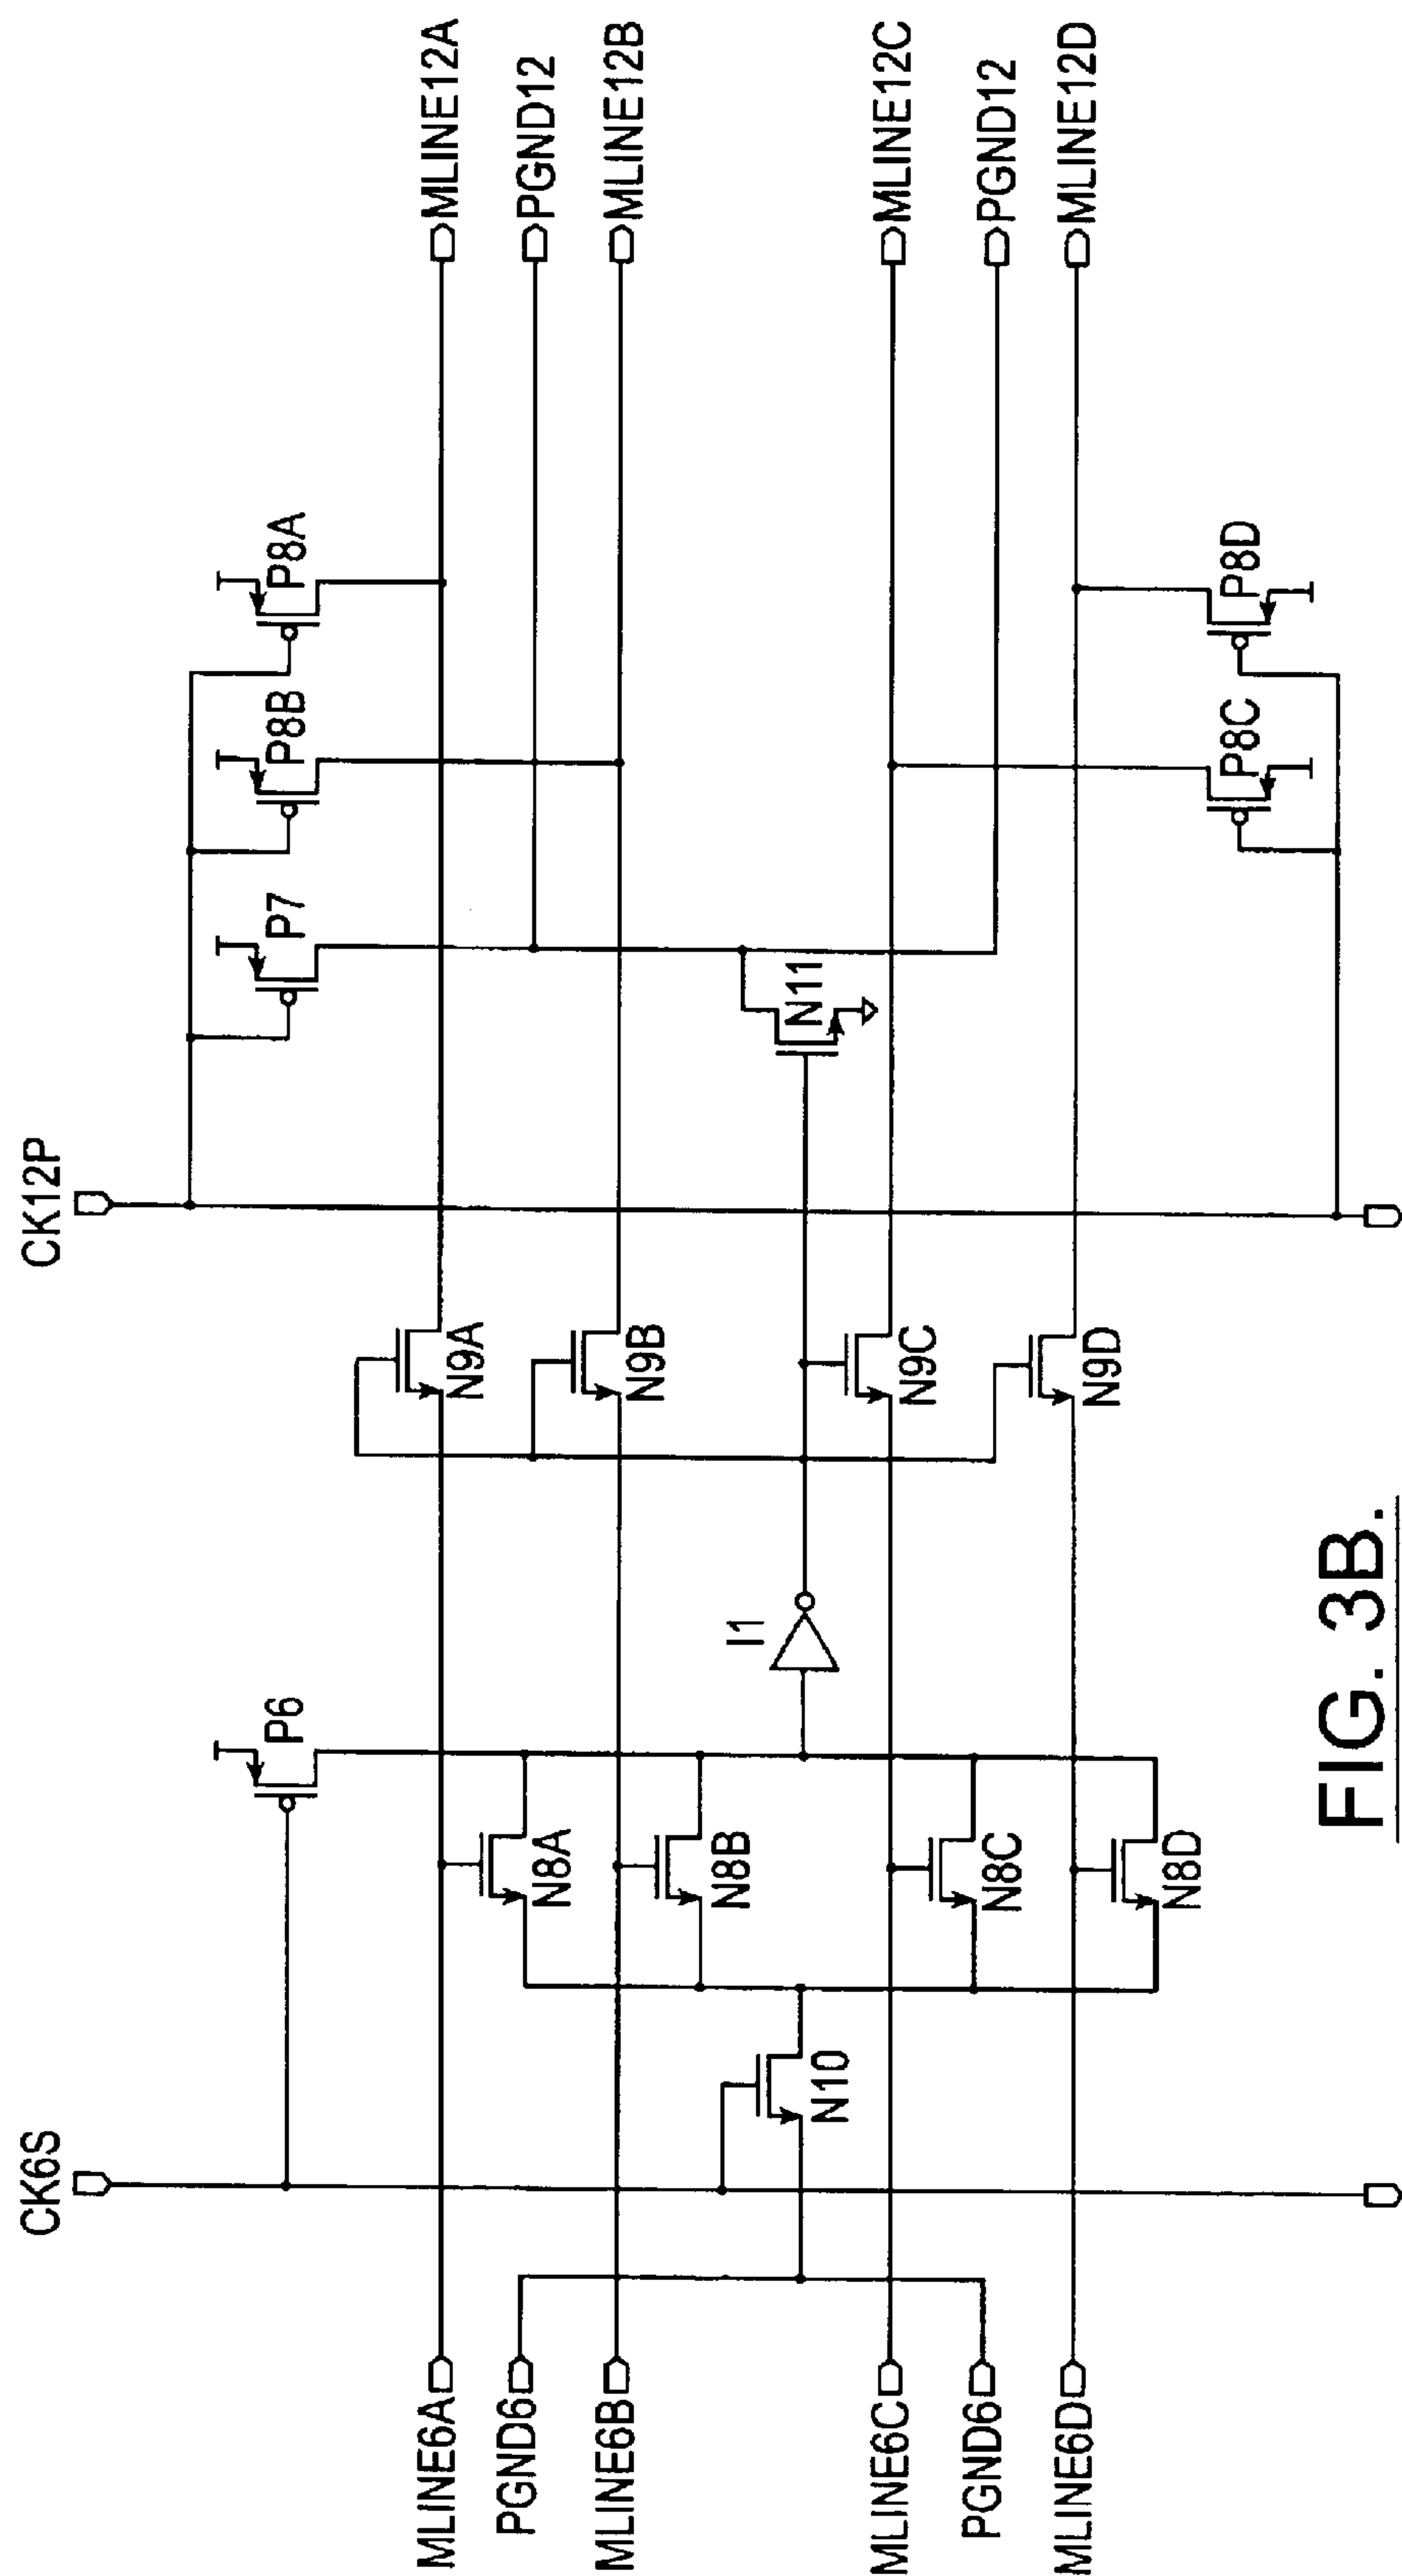 CK6S
CK12P
MLINE6A
PGND6
MLINE6B
MLINE6C
PGND6
MLINE6D
P6
N8A
N8B
N8C
N8D
N10
I1
N9A
N9B
N9C
N9D
P7
P8B
P8A
N11
P8C
P8D
MLINE12A
PGND12
MLINE12B
MLINE12C
PGND12
MLINE12D
FIG. 3B.